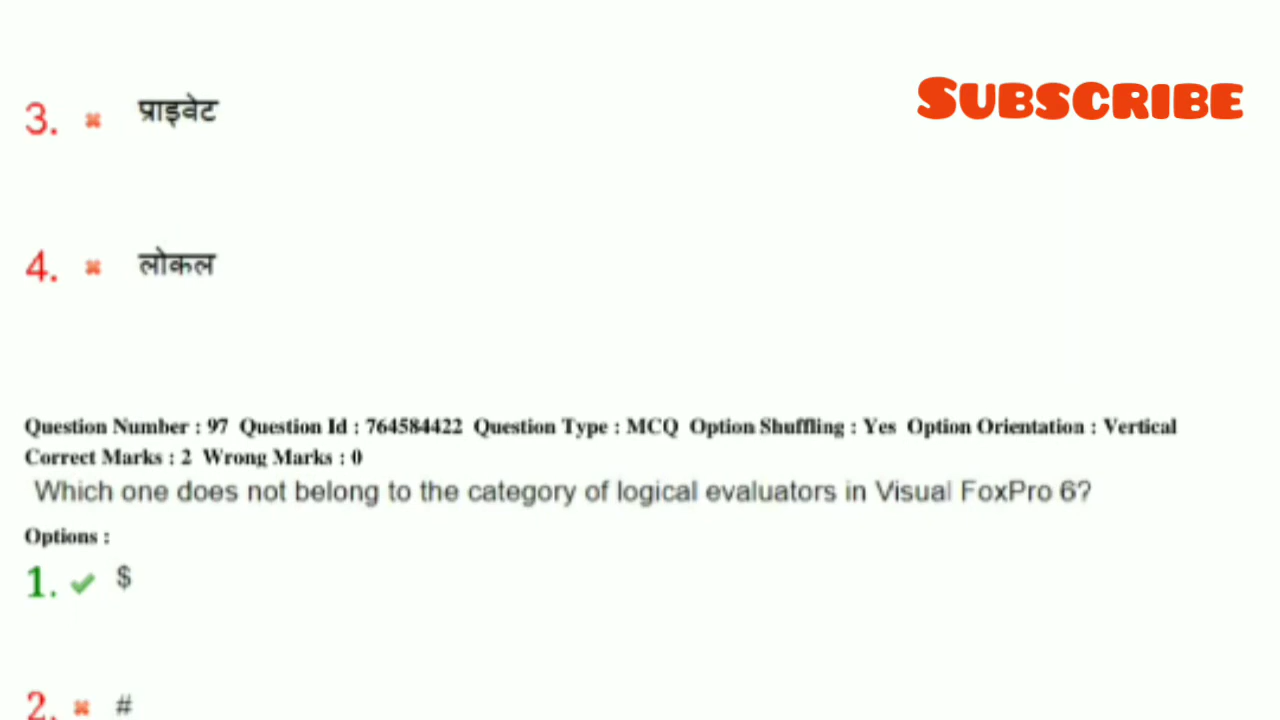 SUBSCRIBE
3. प्राइवेट
4. लोकल
Question Number : 97 Question Id : 764584422 Question Type : MCQ Option Shuffling : Yes Option Orientation : Vertical
Correct Marks : 2 Wrong Marks : 0
Which one does not belong to the category of logical evaluators in Visual FoxPro 6?
Options :
1. $
2. #